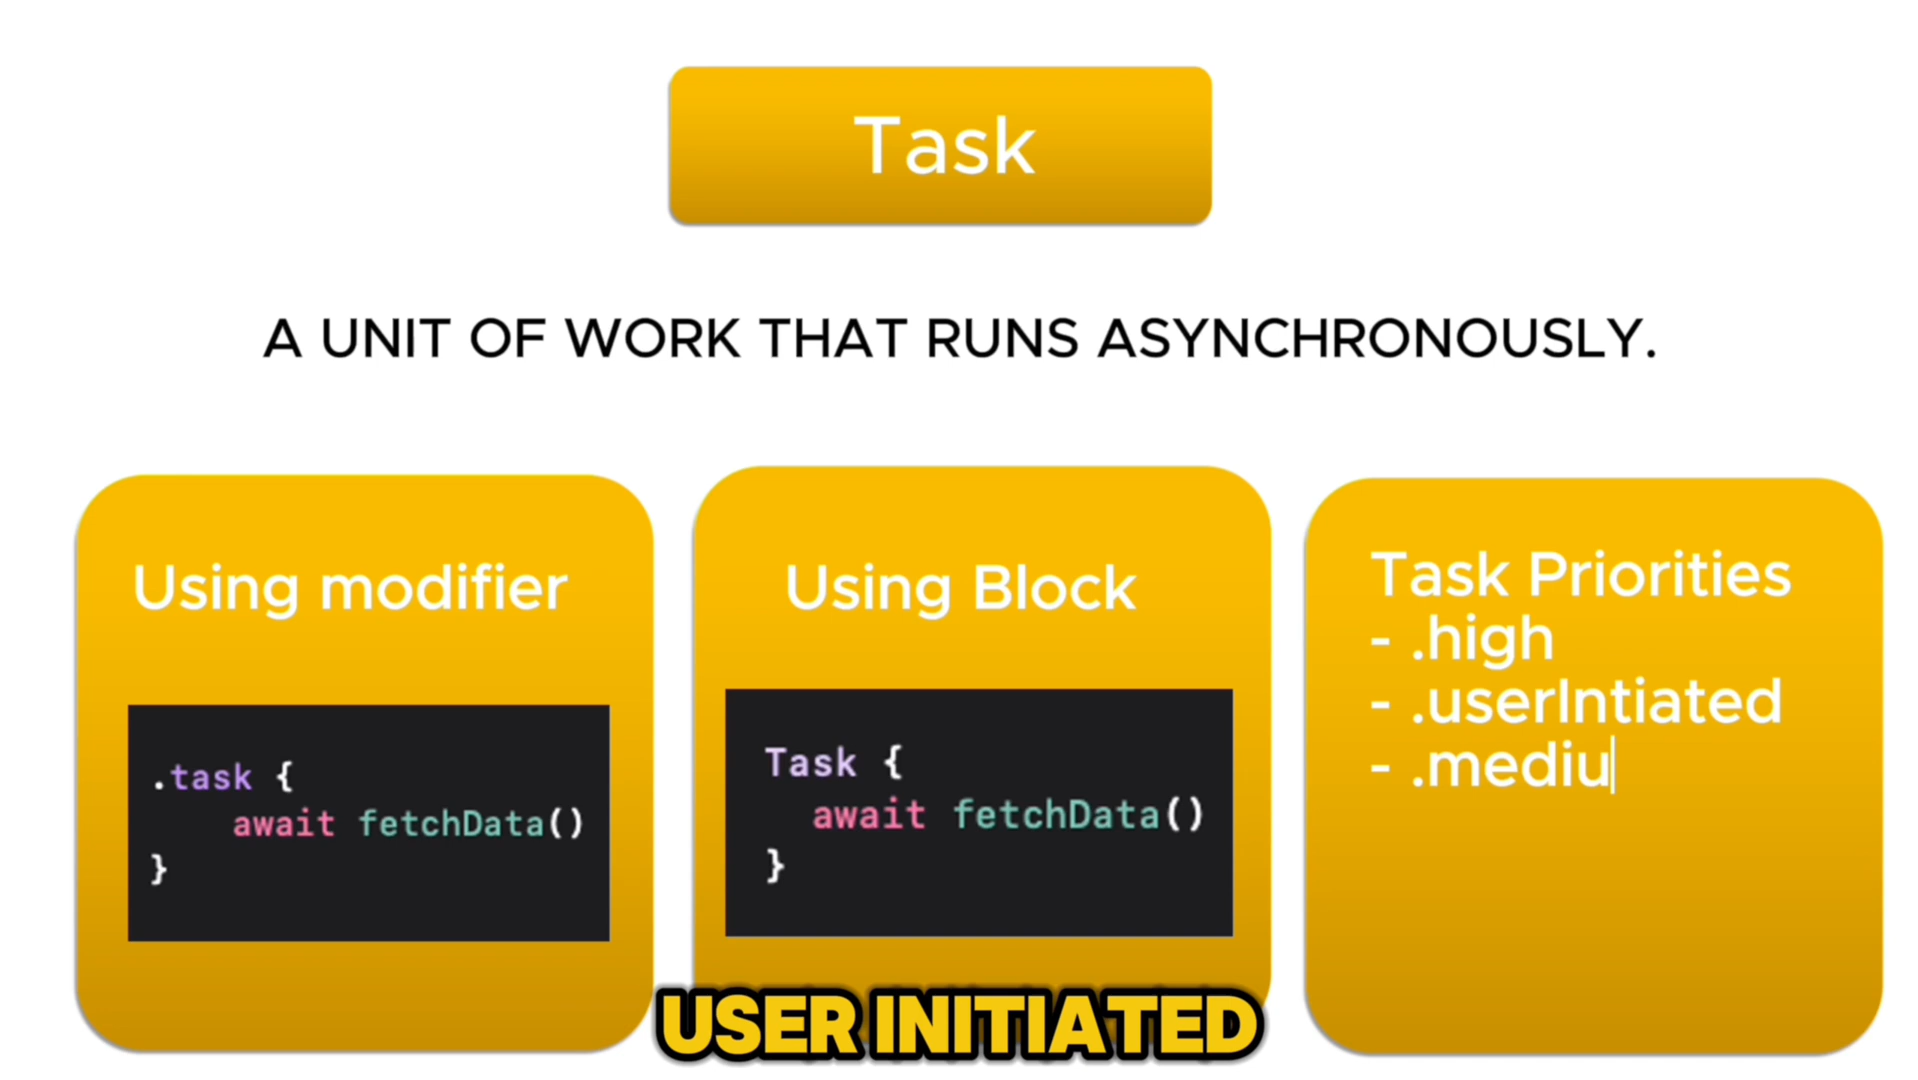 Task
A UNIT OF WORK THAT RUNS ASYNCHRONOUSLY.
Using modifier
.task {
await fetchData()
}
Using Block
Task {
await fetchData()
}
Task Priorities
- .high
- .userIntiated
- .mediu
USER INITIATED